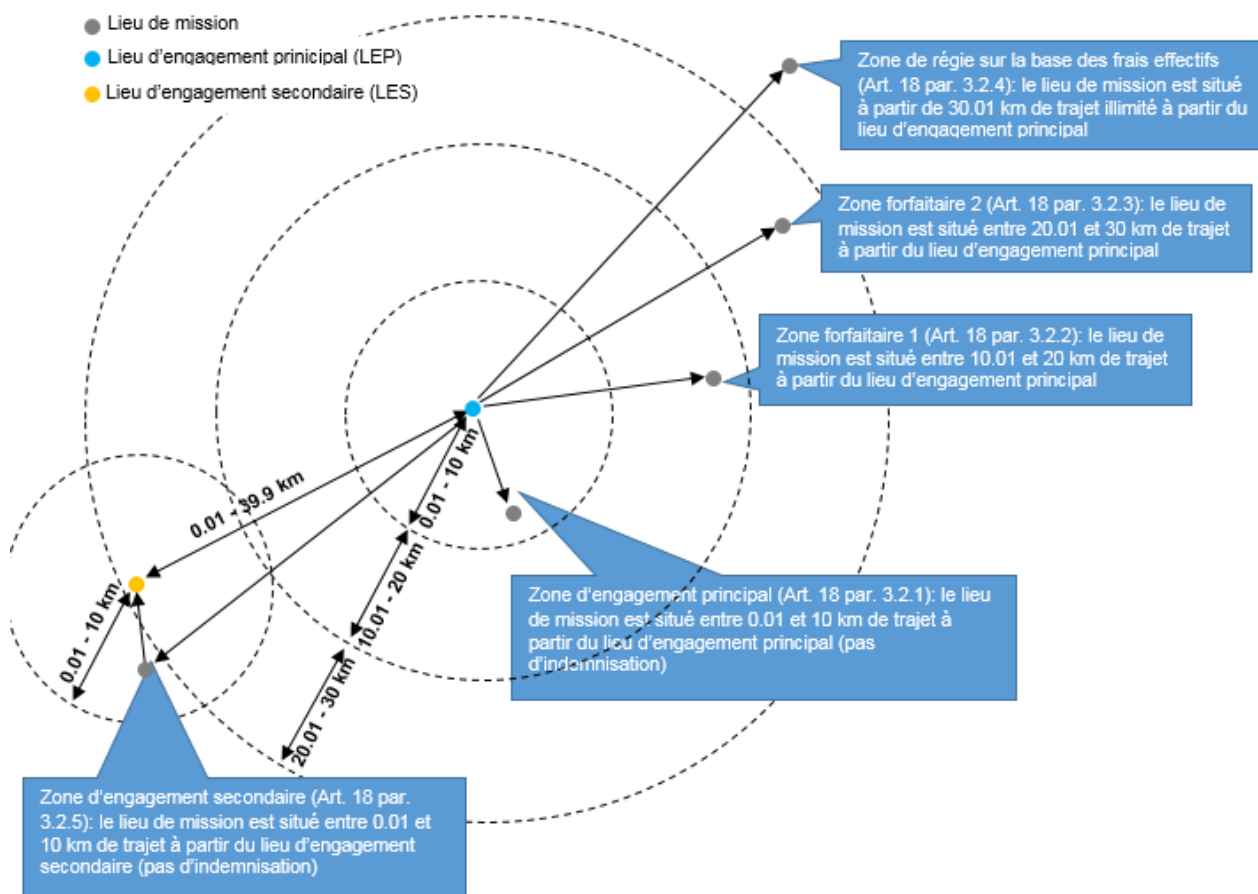 Lieu de mission
Lieu d'engagement prinicipal (LEP)
Lieu d'engagement secondaire (LES)
Zone de régie sur la base des frais effectifs
(Art. 18 par. 3.2.4): le lieu de mission est situé
à partir de 30.01 km de trajet illimité à partir du
lieu d'engagement principal
Zone forfaitaire 2 (Art. 18 par. 3.2.3): le lieu de
mission est situé entre 20.01 et 30 km de trajet
à partir du lieu d'engagement principal
Zone forfaitaire 1 (Art. 18 par. 3.2.2): le lieu de
mission est situé entre 10.01 et 20 km de trajet
à partir du lieu d'engagement principal
0.01 - 39.9 km
0.01 - 10 km
10.01 - 20 km
20.01 - 30 km
0.01 - 10 km
Zone d'engagement principal (Art. 18 par. 3.2.1): le lieu
de mission est situé entre 0.01 et 10 km de trajet à
partir du lieu d'engagement principal (pas
d'indemnisation)
Zone d'engagement secondaire (Art. 18 par.
3.2.5): le lieu de mission est situé entre 0.01 et
10 km de trajet à partir du lieu d'engagement
secondaire (pas d'indemnisation)